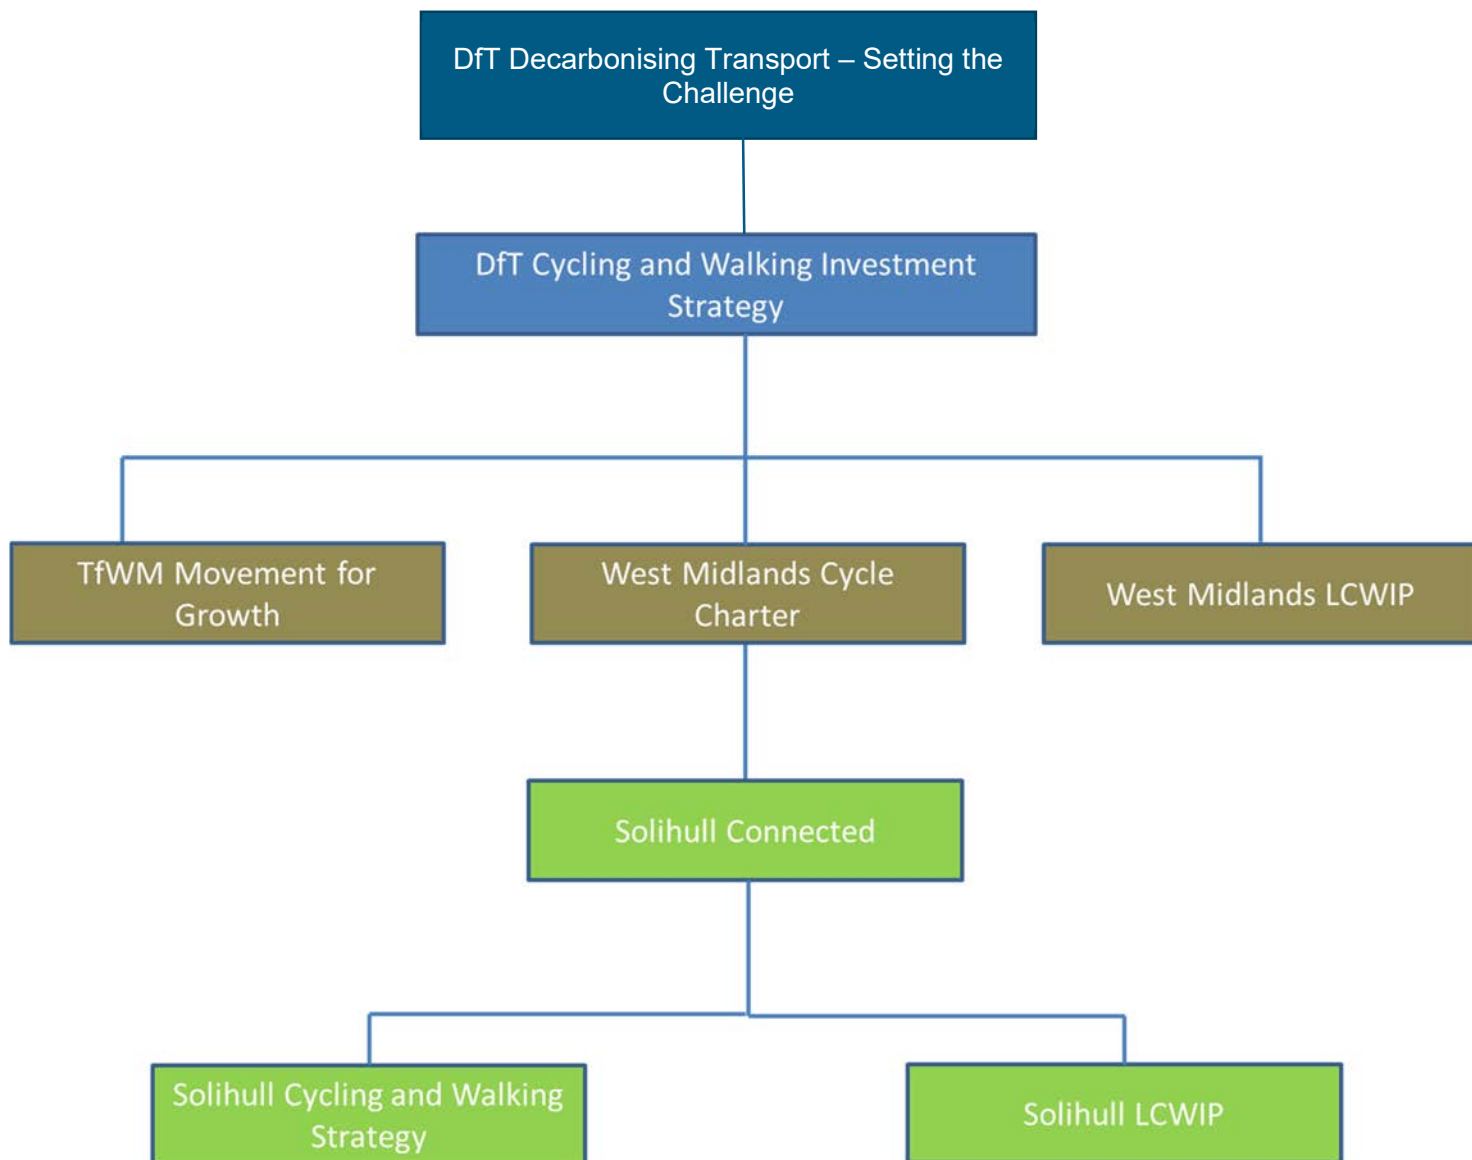 DfT Decarbonising Transport – Setting the
Challenge
DfT Cycling and Walking Investment
Strategy
TfWM Movement for
Growth
West Midlands Cycle
Charter
West Midlands LCWIP
Solihull Connected
Solihull Cycling and Walking
Strategy
Solihull LCWIP